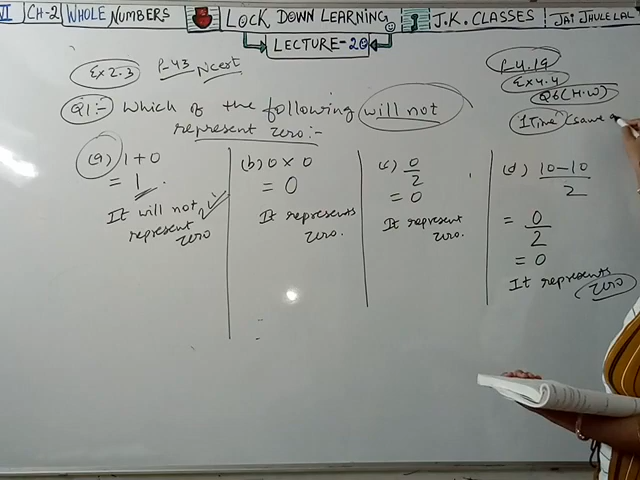 VI CH-2 WHOLE NUMBERS LOCK DOWN LEARNING J.K. CLASSES JAI JHULE LAL
LECTURE-20
Ex 2.3 P-43 Ncert
P-4.19
Ex 4.4
Q6 (H.W)
1 Time (same
Q1:- Which of the following will not
represent zero:-
(a) 1+0
= 1
It will not
represent
zero
(b) 0 × 0
= 0
It represents
zero.
(c) 0/2
= 0
It represent
zero.
(d) 10-10/2
= 0/2
= 0
It represents
zero